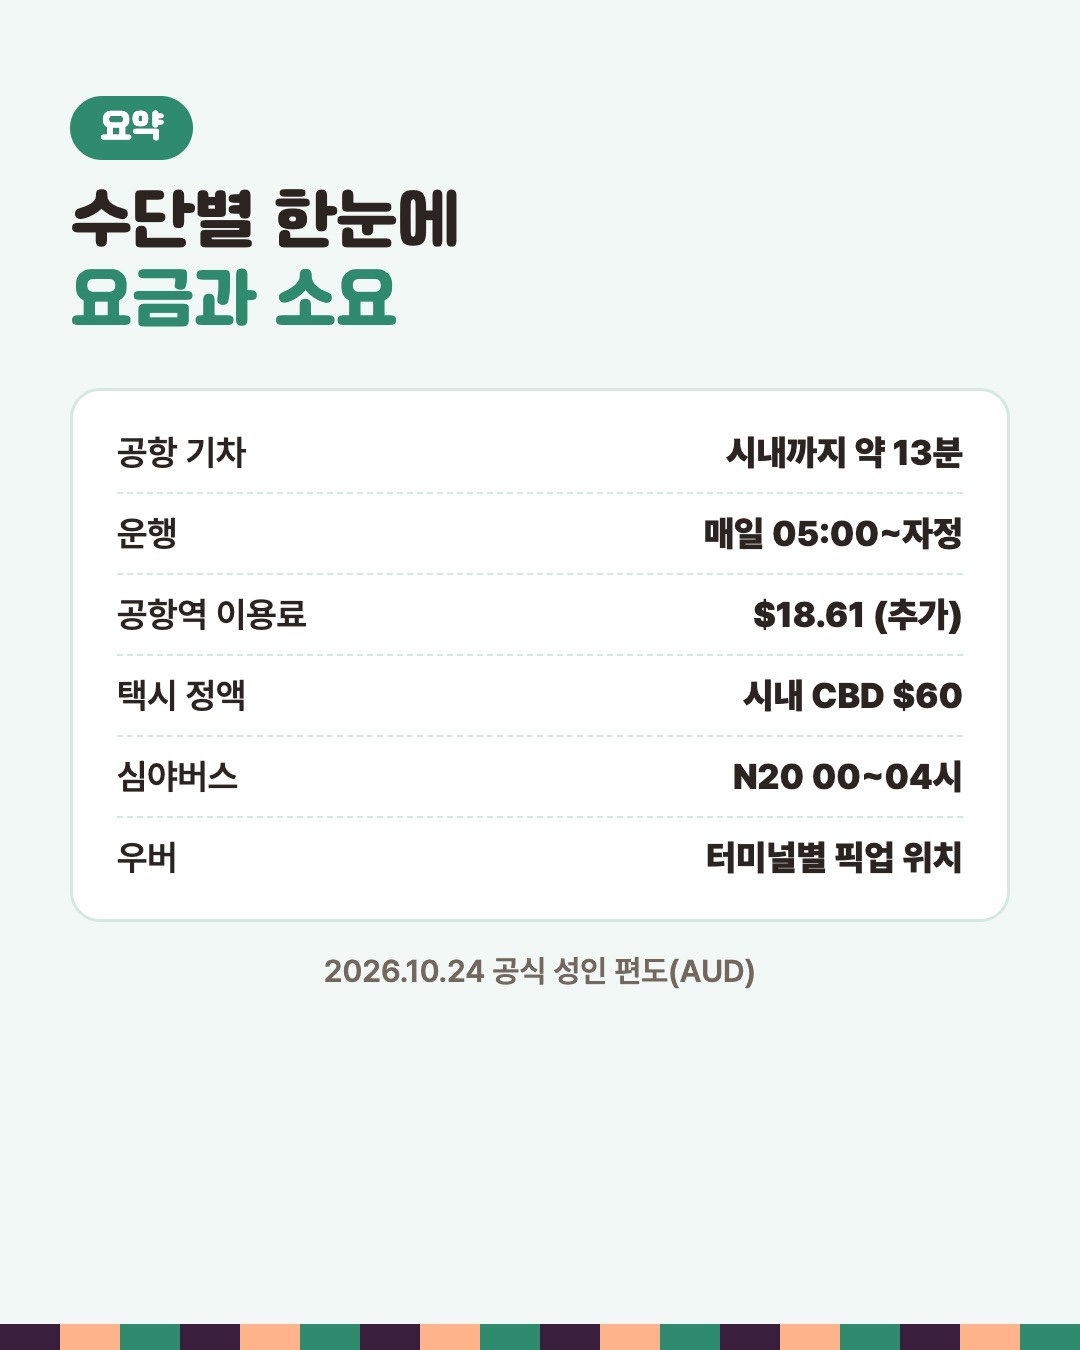 요약
수단별 한눈에
요금과 소요
공항 기차 시내까지 약 13분
운행 매일 05:00~자정
공항역 이용료 $18.61 (추가)
택시 정액 시내 CBD $60
심야버스 N20 00~04시
우버 터미널별 픽업 위치
2026.10.24 공식 성인 편도(AUD)